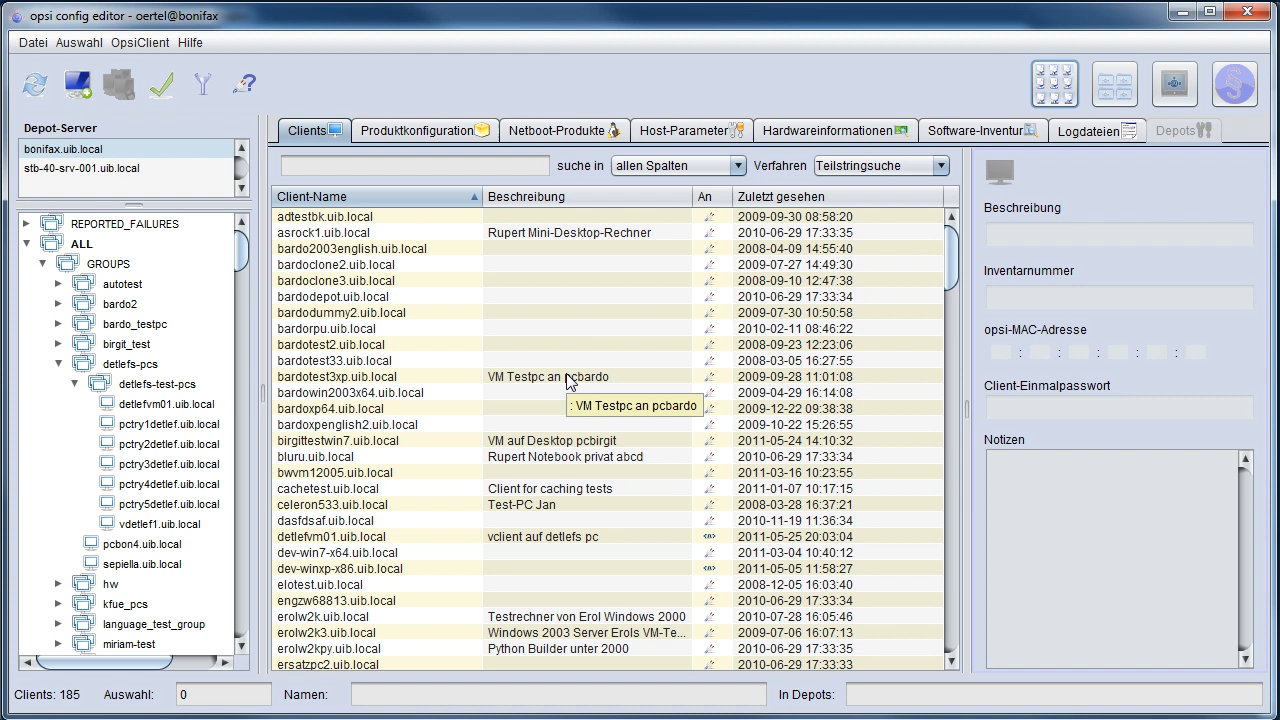 opsi config editor - oertel@bonifax
Datei Auswahl OpsiClient Hilfe
Depot-Server
bonifax.uib.local
stb-40-srv-001.uib.local
REPORTED_FAILURES
ALL
GROUPS
autotest
bardo2
bardo_testpc
birgit_test
detlefs-pcs
detlefs-test-pcs
detlefvm01.uib.local
pctry1detlef.uib.local
pctry2detlef.uib.local
pctry3detlef.uib.local
pctry4detlef.uib.local
pctry5detlef.uib.local
vdetlef1.uib.local
pcbon4.uib.local
sepiella.uib.local
hw
kfue_pcs
language_test_group
miriam-test
Clients Produktkonfiguration Netboot-Produkte Host-Parameter Hardwareinformationen Software-Inventur Logdateien Depots
suche in allen Spalten Verfahren Teilstringsuche
Client-Name Beschreibung An Zuletzt gesehen
adtestbk.uib.local 2009-09-30 08:58:20
asrock1.uib.local Rupert Mini-Desktop-Rechner 2010-06-29 17:33:35
bardo2003english.uib.local 2008-04-09 14:55:40
bardoclone2.uib.local 2009-07-27 14:49:30
bardoclone3.uib.local 2008-09-10 12:47:38
bardodepot.uib.local 2010-06-29 17:33:34
bardodummy2.uib.local 2009-07-30 10:50:58
bardorpu.uib.local 2010-02-11 08:46:22
bardotest2.uib.local 2008-09-23 12:23:06
bardotest33.uib.local 2008-03-05 16:27:55
bardotest3xp.uib.local VM Testpc an pcbardo 2009-09-28 11:01:08
bardowin2003x64.uib.local 2009-04-29 16:14:08
bardoxp64.uib.local 2009-12-22 09:38:38
: VM Testpc an pcbardo
bardoxpenglish2.uib.local 2009-10-22 15:26:55
birgittestwin7.uib.local VM auf Desktop pcbirgit 2011-05-24 14:10:32
bluru.uib.local Rupert Notebook privat abcd 2010-06-29 17:33:34
bwvm12005.uib.local 2011-03-16 10:23:55
cachetest.uib.local Client for caching tests 2011-01-07 10:17:15
celeron533.uib.local Test-PC Jan 2008-03-28 16:37:21
dasfdsaf.uib.local 2010-11-19 11:36:34
detlefvm01.uib.local vclient auf detlefs pc 2011-05-25 20:03:04
dev-win7-x64.uib.local 2011-03-04 10:40:12
dev-winxp-x86.uib.local 2011-05-05 11:58:27
elotest.uib.local 2008-12-05 16:03:40
engzw68813.uib.local 2010-06-29 17:33:34
erolw2k.uib.local Testrechner von Erol Windows 2000 2010-07-28 16:05:46
erolw2k3.uib.local Windows 2003 Server Erols VM-Te... 2009-07-06 16:07:13
erolw2kpy.uib.local Python Builder unter 2000 2010-06-29 17:33:34
ersatzpc2.uib.local 2010-06-29 17:33:33
Beschreibung
Inventarnummer
opsi-MAC-Adresse
: : : : :
Client-Einmalpasswort
Notizen
Clients: 185 Auswahl: 0 Namen: In Depots: